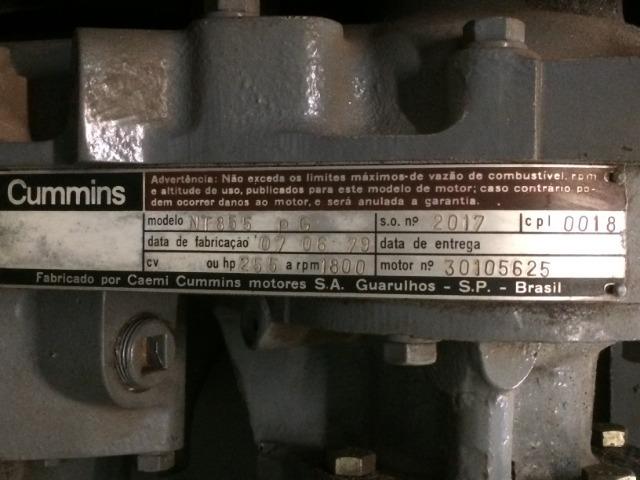 Cummins
Advertência: Não exceda os limites máximos de vazão de combustível, rpm
e altitude de uso, publicados para este modelo de motor; caso contrário po-
dem ocorrer danos ao motor, e será anulada a garantia.
modelo NT855 PG s.o. nº 2017 cpl 0018
data de fabricação 07 06 79 data de entrega
cv ou hp 255 a rpm 1800 motor nº 30105625
Fabricado por Caemi Cummins motores S.A. Guarulhos - S.P. - Brasil